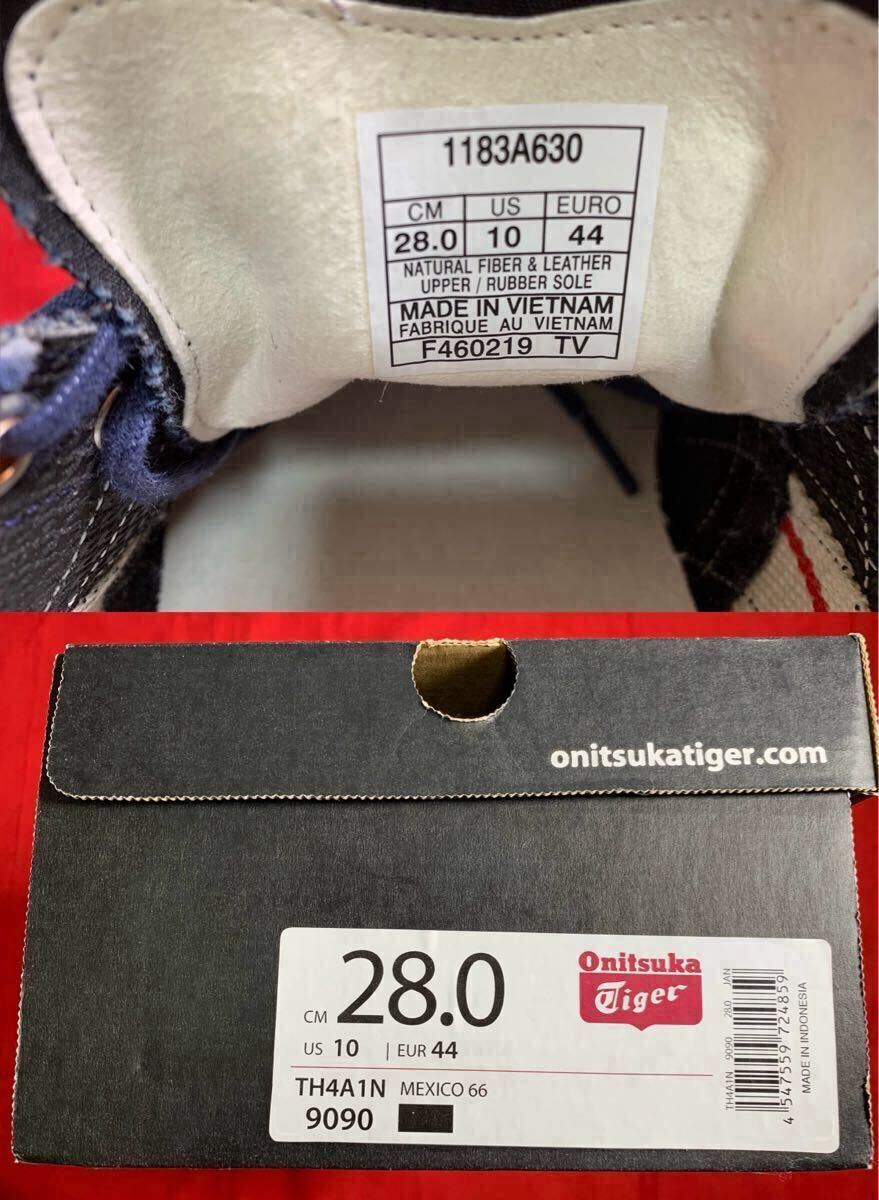 1183A630
CM US EURO
28.0 10 44
NATURAL FIBER & LEATHER
UPPER / RUBBER SOLE
MADE IN VIETNAM
FABRIQUE AU VIETNAM
F460219 TV
onitsukatiger.com
CM 28.0
US 10 | EUR 44
TH4A1N MEXICO 66
9090
Onitsuka
Tiger
TH4A1N 9090 28.0 JAN
4 547559 724859
MADE IN INDONESIA